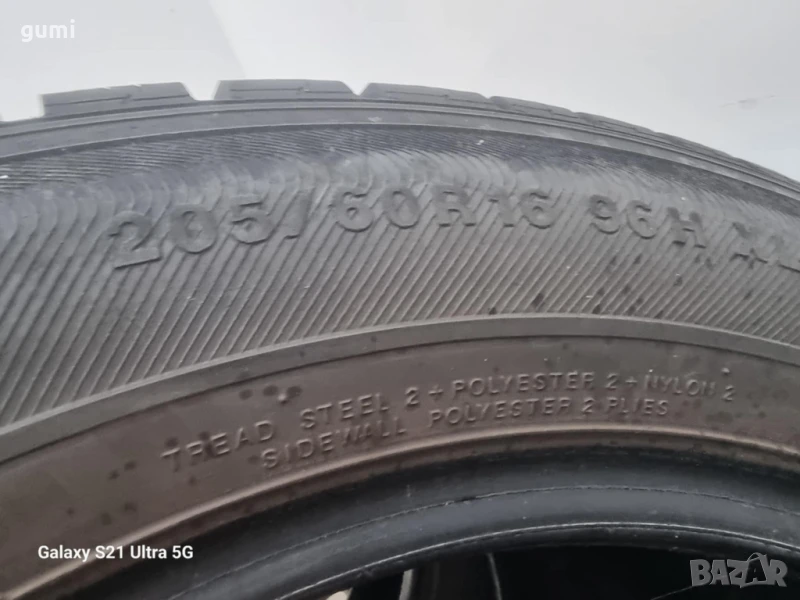 gumi
205/60R16 96H XL
TREAD STEEL 2 + POLYESTER 2 + NYLON 2
SIDEWALL POLYESTER 2 PLIES
Galaxy S21 Ultra 5G
BAZAR